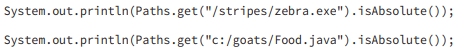 System.out.println(Paths.get("/stripes/zebra.exe").isAbsolute());
System.out.println(Paths.get("c:/goats/Food.java").isAbsolute());